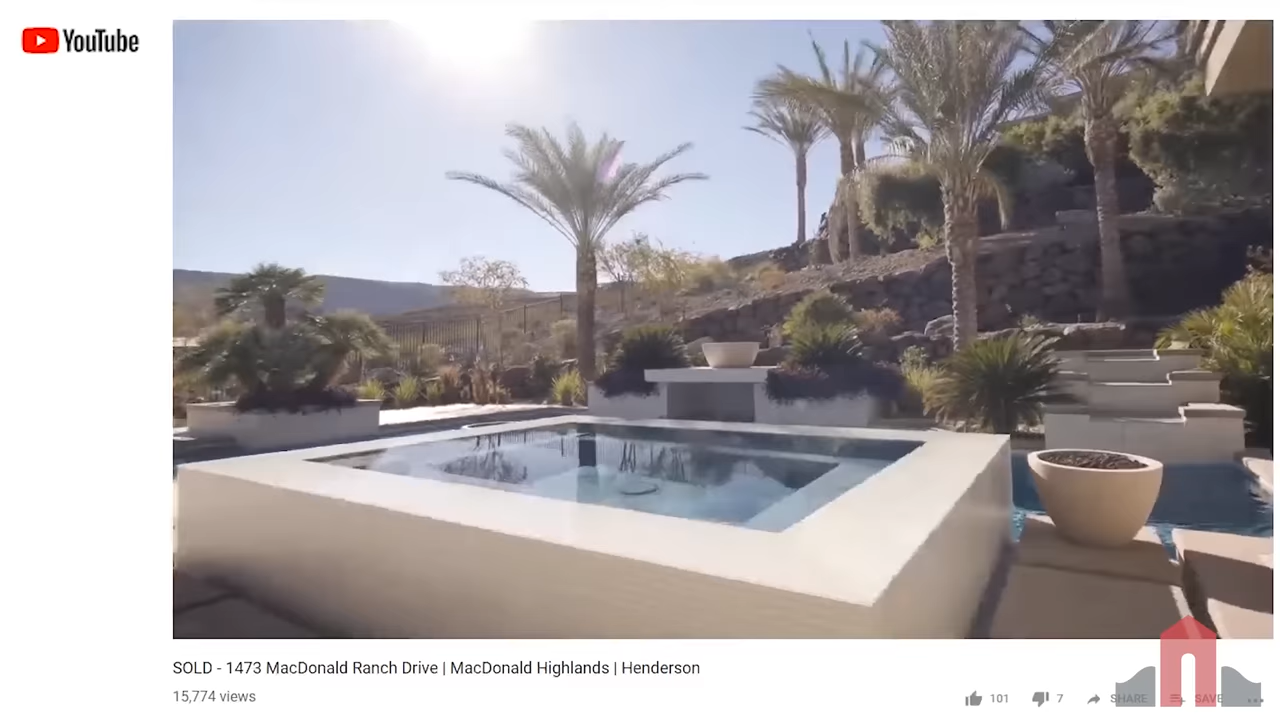 YouTube
SOLD - 1473 MacDonald Ranch Drive | MacDonald Highlands | Henderson
15,774 views
101
7
SHARE
SAVE